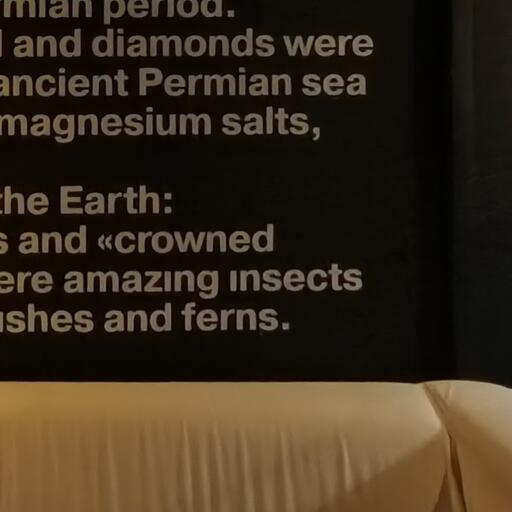 mian period.
and diamonds were
ancient Permian sea
magnesium salts,
the Earth:
s and «crowned
ere amazing insects
ushes and ferns.